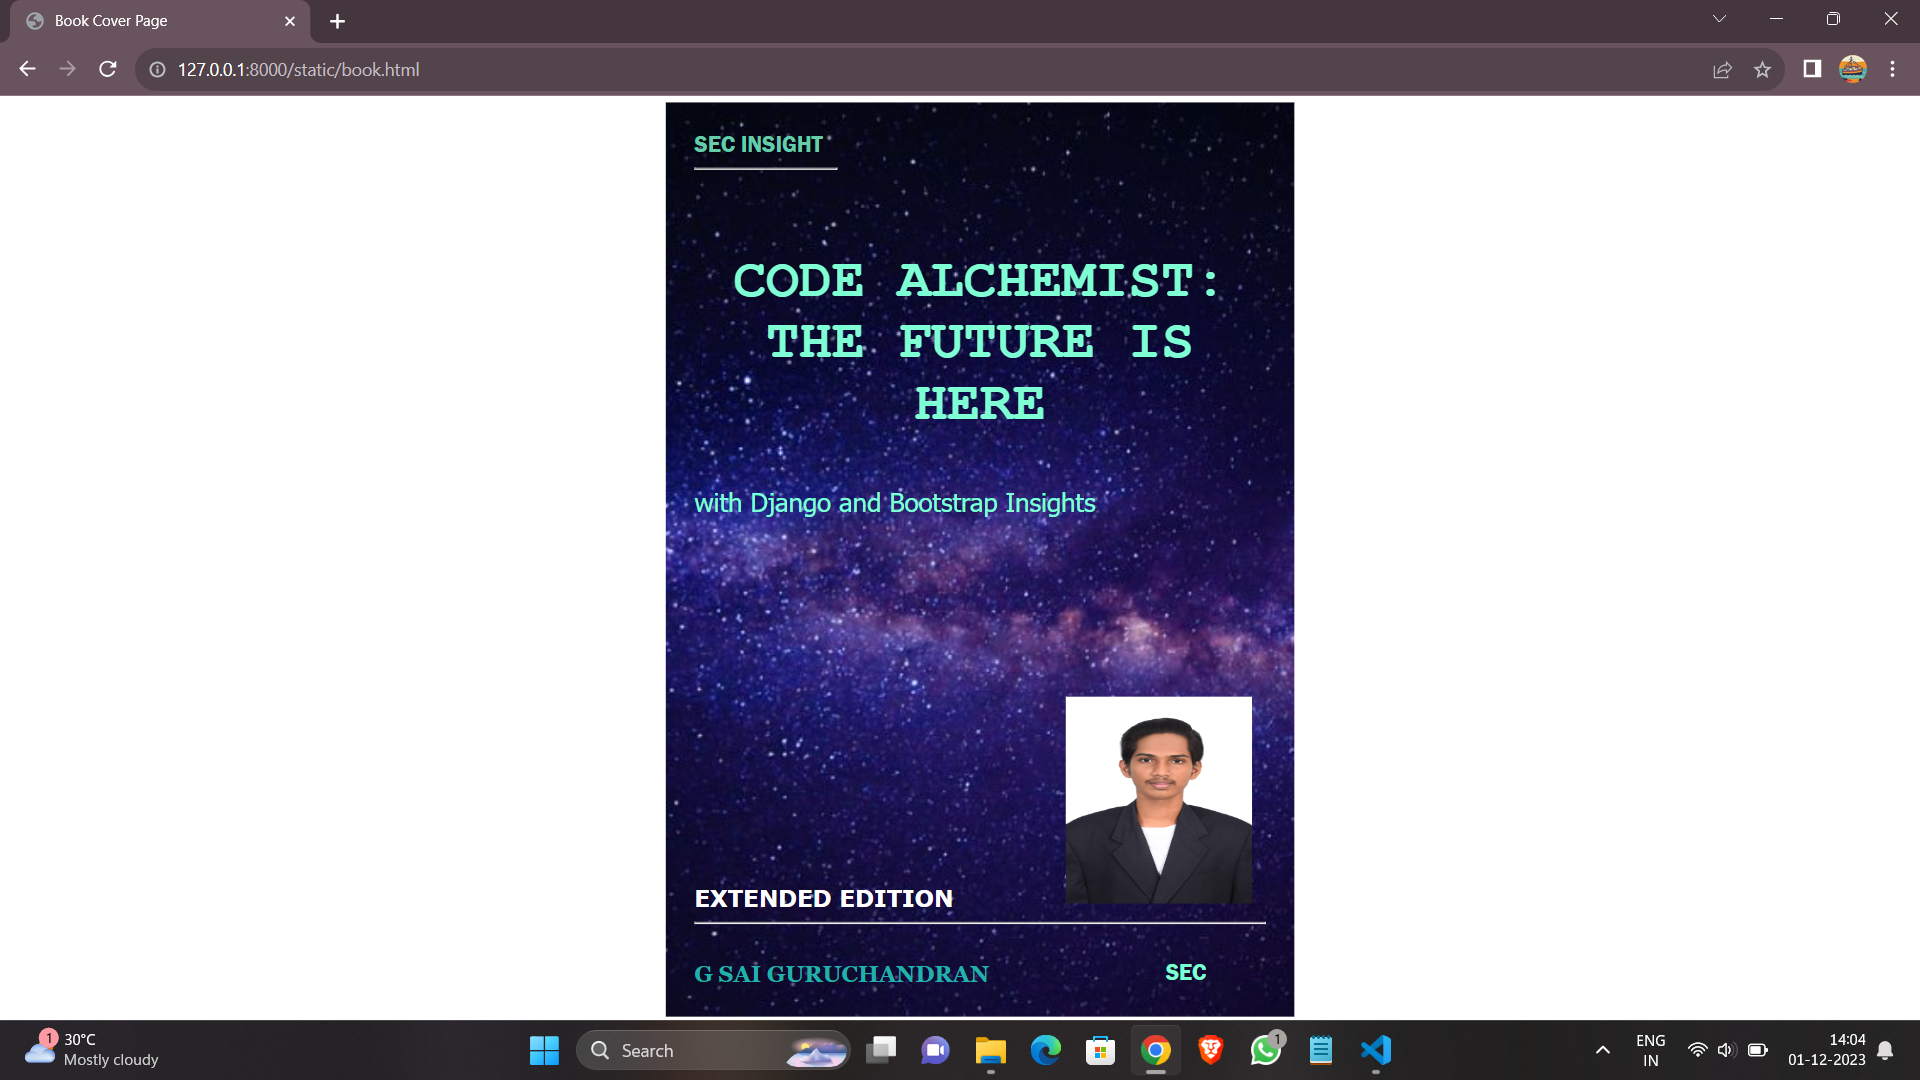 Book Cover Page
127.0.0.1:8000/static/book.html
SEC INSIGHT
CODE ALCHEMIST:
THE FUTURE IS
HERE
with Django and Bootstrap Insights
EXTENDED EDITION
G SAI GURUCHANDRAN
SEC
1
30°C
Mostly cloudy
Search
1
ENG
IN
14:04
01-12-2023